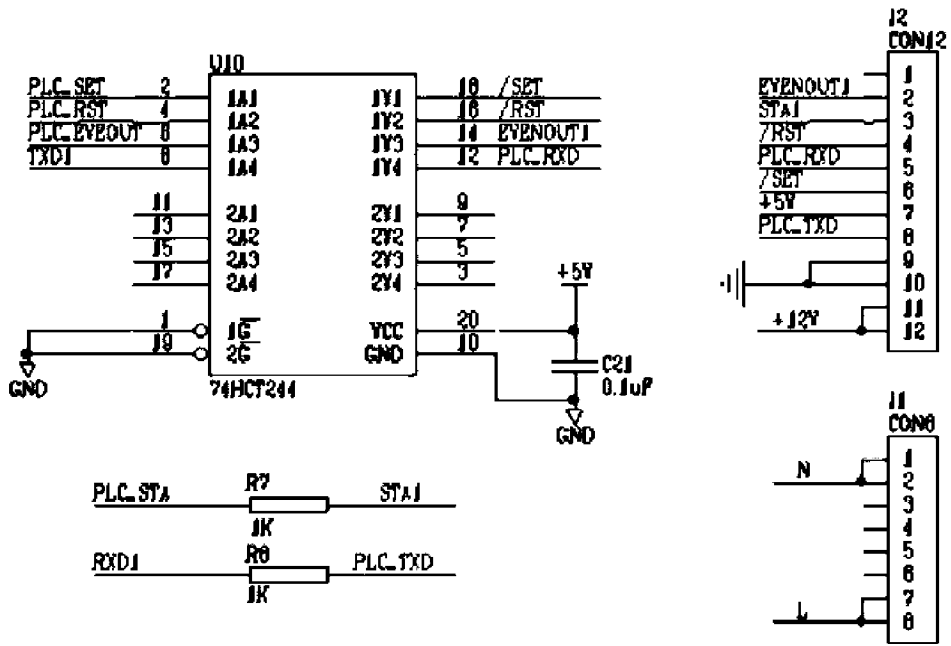 U10
PLC_SET 2 1A1 1Y1 18 /SET
PLC_RST 4 1A2 1Y2 16 /RST
PLC_EVEOUT 6 1A3 1Y3 14 EVENOUT1
TXD1 8 1A4 1Y4 12 PLC_RXD
11 2A1 2Y1 9
13 2A2 2Y2 7
15 2A3 2Y3 5
17 2A4 2Y4 3
1 1G VCC 20
19 2G GND 10
74HCT244
GND
+5V
C21
0.1uF
GND
PLC_STA R7 STA1
1K
RXD1 R8 PLC_TXD
1K
J2
CON12
1
EVENOUT1 2
STA1 3
/RST 4
PLC_RXD 5
/SET 6
+5V 7
PLC_TXD 8
9
10
11
+12V 12
J1
CON8
1
N 2
3
4
5
6
7
L 8